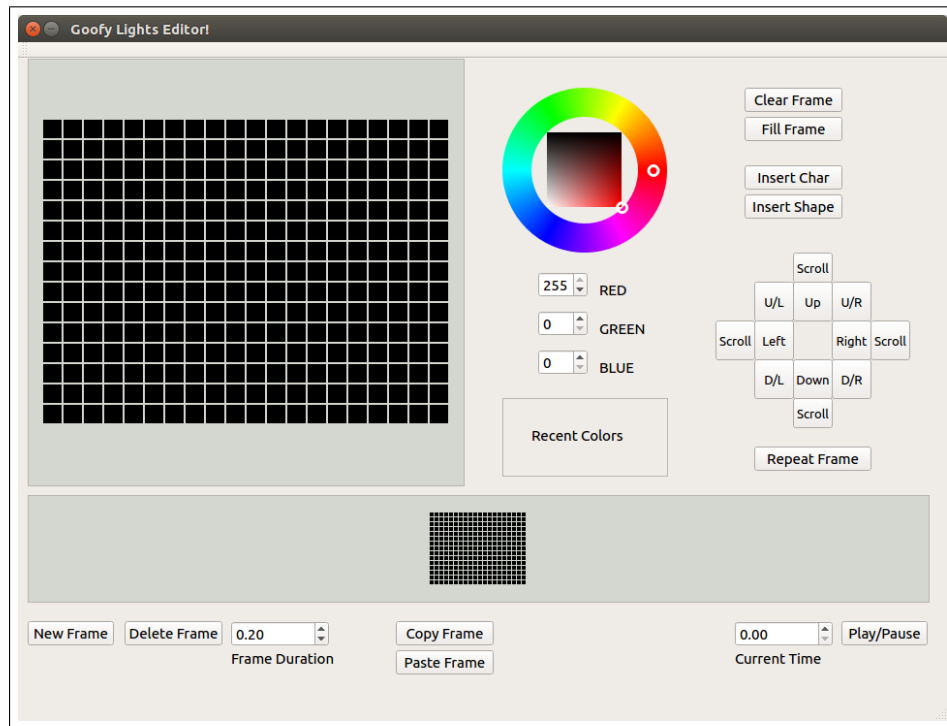 Goofy Lights Editor!
Clear Frame
Fill Frame
Insert Char
Insert Shape
255 RED
0 GREEN
0 BLUE
Recent Colors
Scroll
U/L Up U/R
Scroll Left Right Scroll
D/L Down D/R
Scroll
Repeat Frame
New Frame Delete Frame 0.20 Copy Frame 0.00 Play/Pause
Frame Duration Paste Frame Current Time